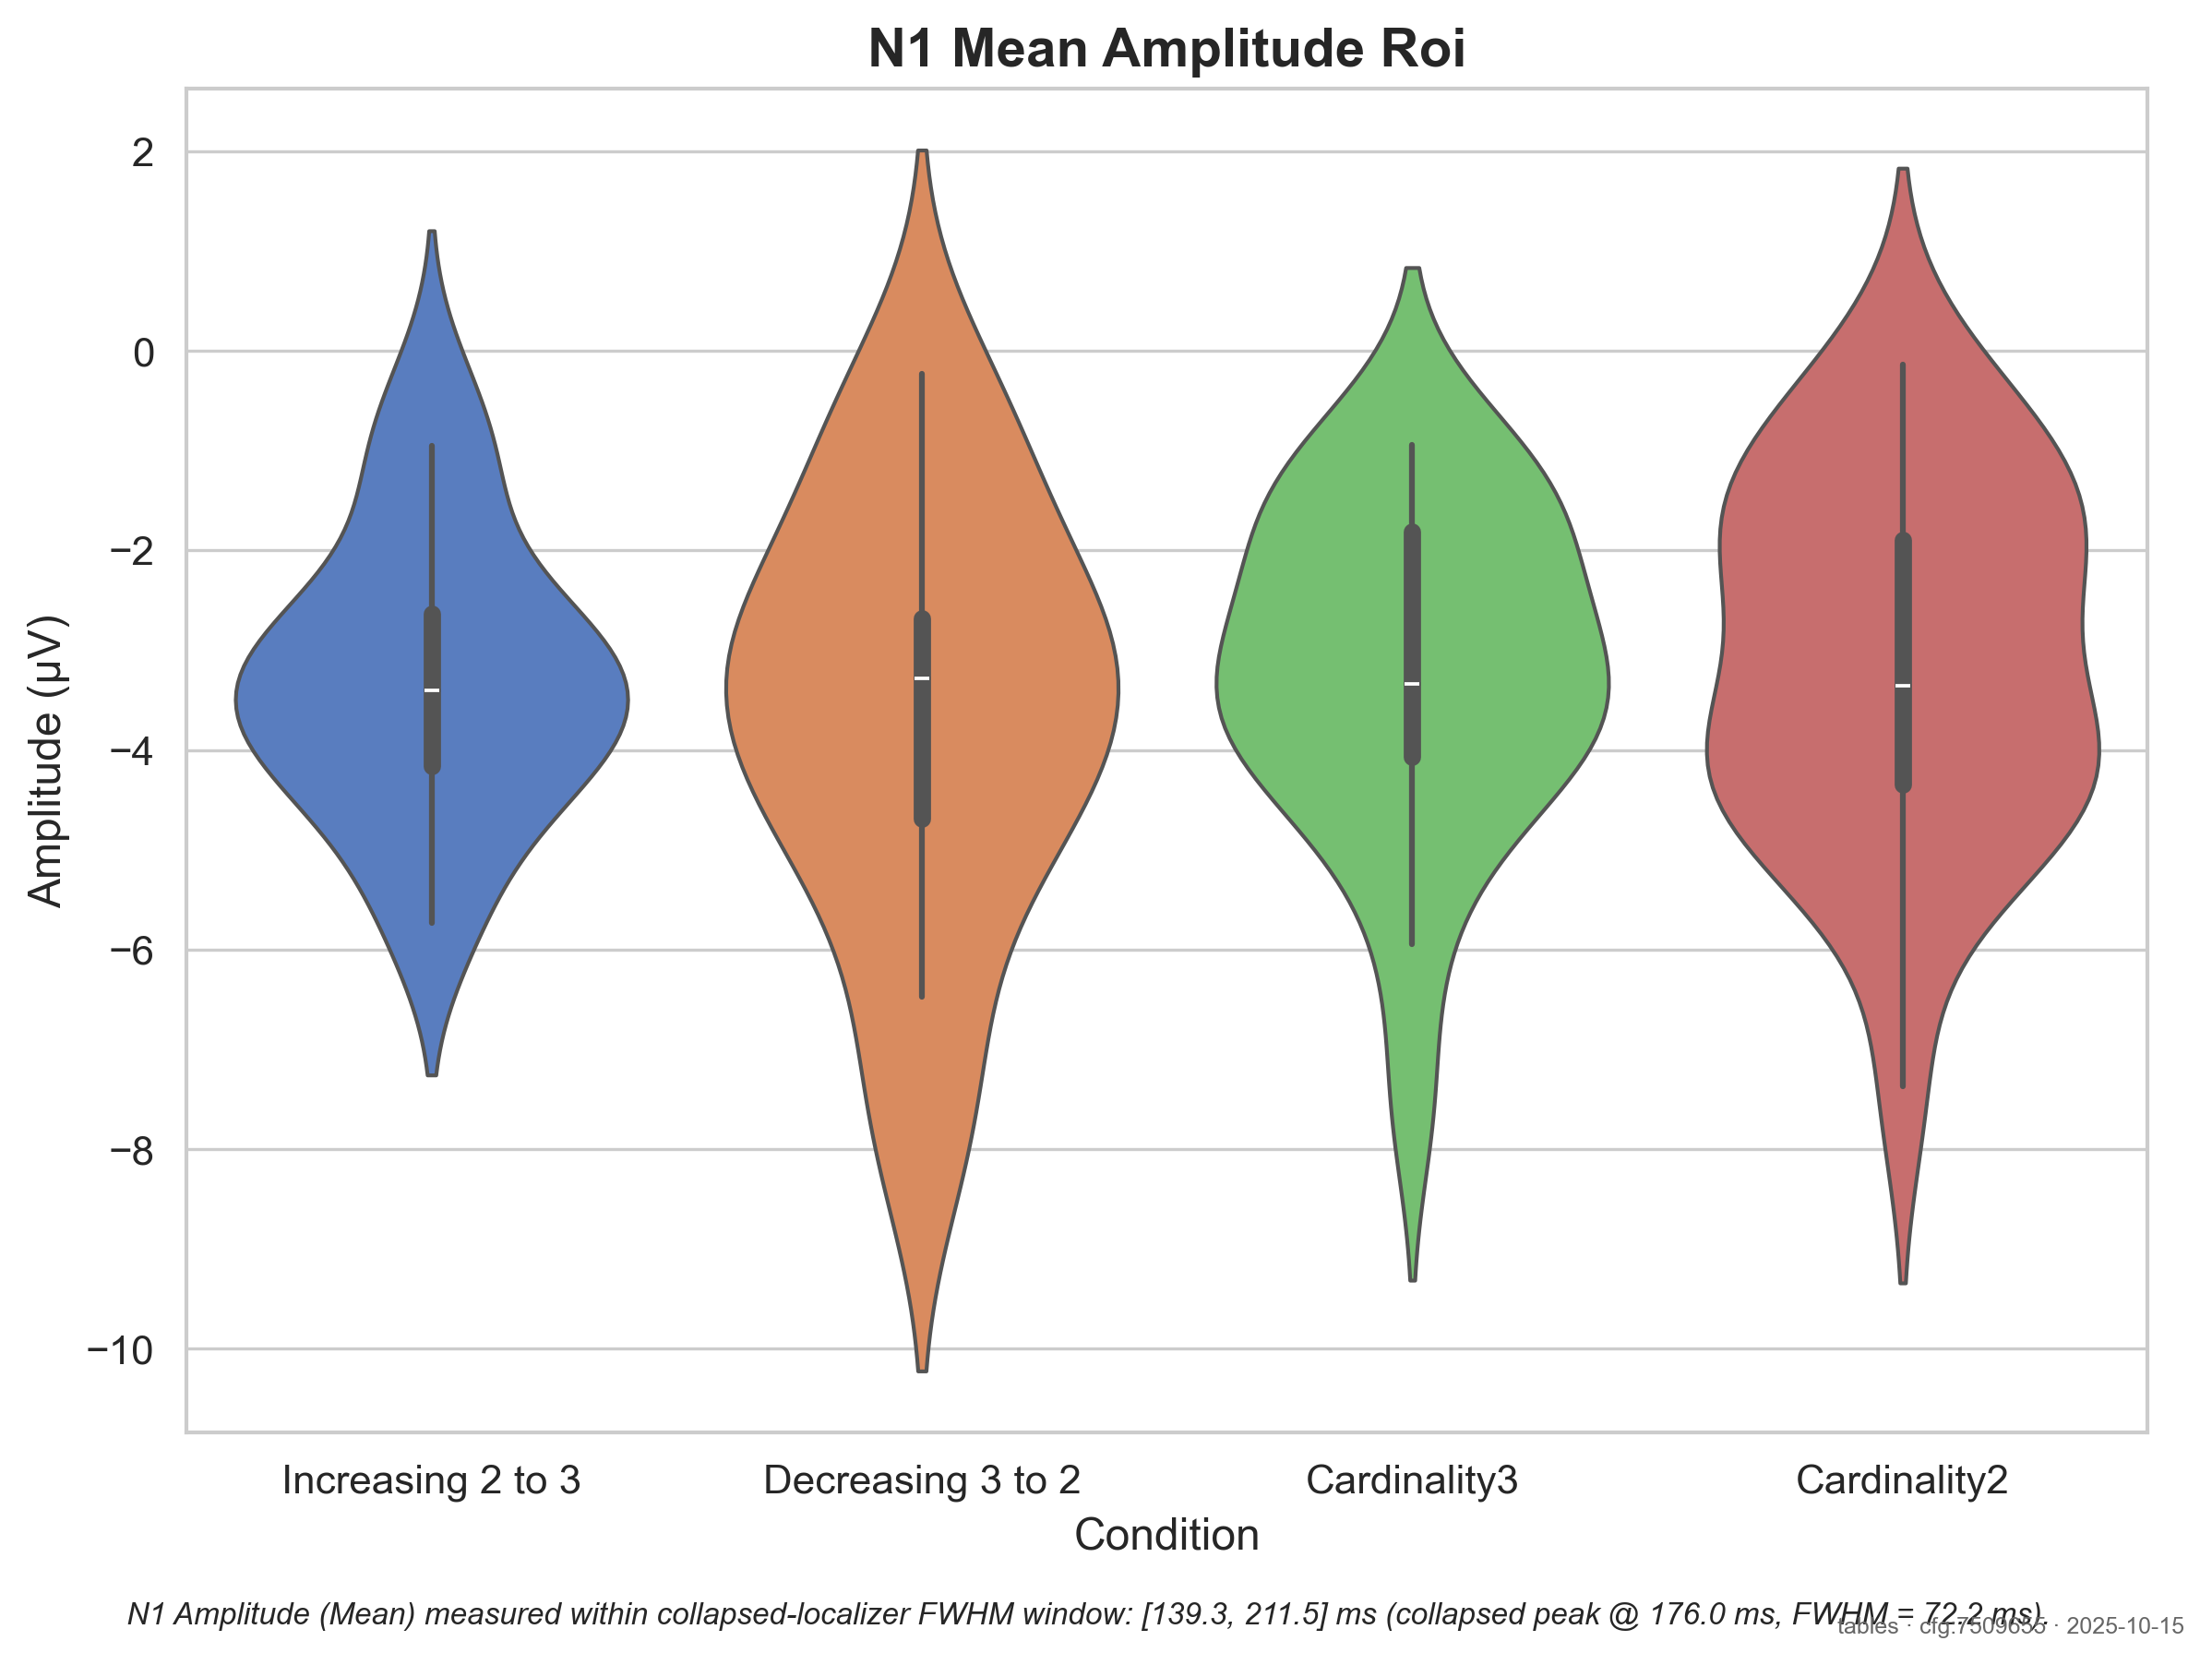 N1 Mean Amplitude Roi
2
0
−2
−4
−6
−8
−10
Amplitude (µV)
Increasing 2 to 3
Decreasing 3 to 2
Cardinality3
Cardinality2
Condition
N1 Amplitude (Mean) measured within collapsed-localizer FWHM window: [139.3, 211.5] ms (collapsed peak @ 176.0 ms, FWHM = 72.2 ms).
tables · cfg:7509655 · 2025-10-15